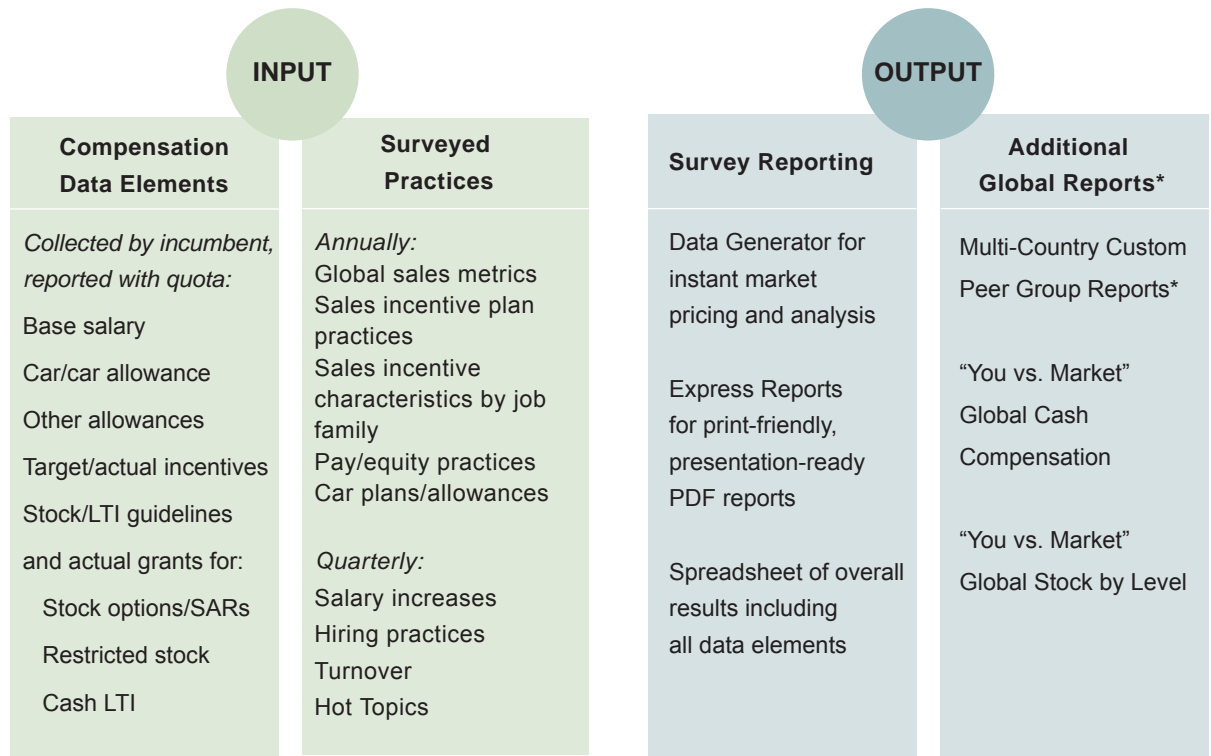 INPUT
Compensation
Data Elements
Collected by incumbent,
reported with quota:
Base salary
Car/car allowance
Other allowances
Target/actual incentives
Stock/LTI guidelines
and actual grants for:
Stock options/SARs
Restricted stock
Cash LTI
Surveyed
Practices
Annually:
Global sales metrics
Sales incentive plan
practices
Sales incentive
characteristics by job
family
Pay/equity practices
Car plans/allowances
Quarterly:
Salary increases
Hiring practices
Turnover
Hot Topics
OUTPUT
Survey Reporting
Data Generator for
instant market
pricing and analysis
Express Reports
for print-friendly,
presentation-ready
PDF reports
Spreadsheet of overall
results including
all data elements
Additional
Global Reports*
Multi-Country Custom
Peer Group Reports*
“You vs. Market”
Global Cash
Compensation
“You vs. Market”
Global Stock by Level